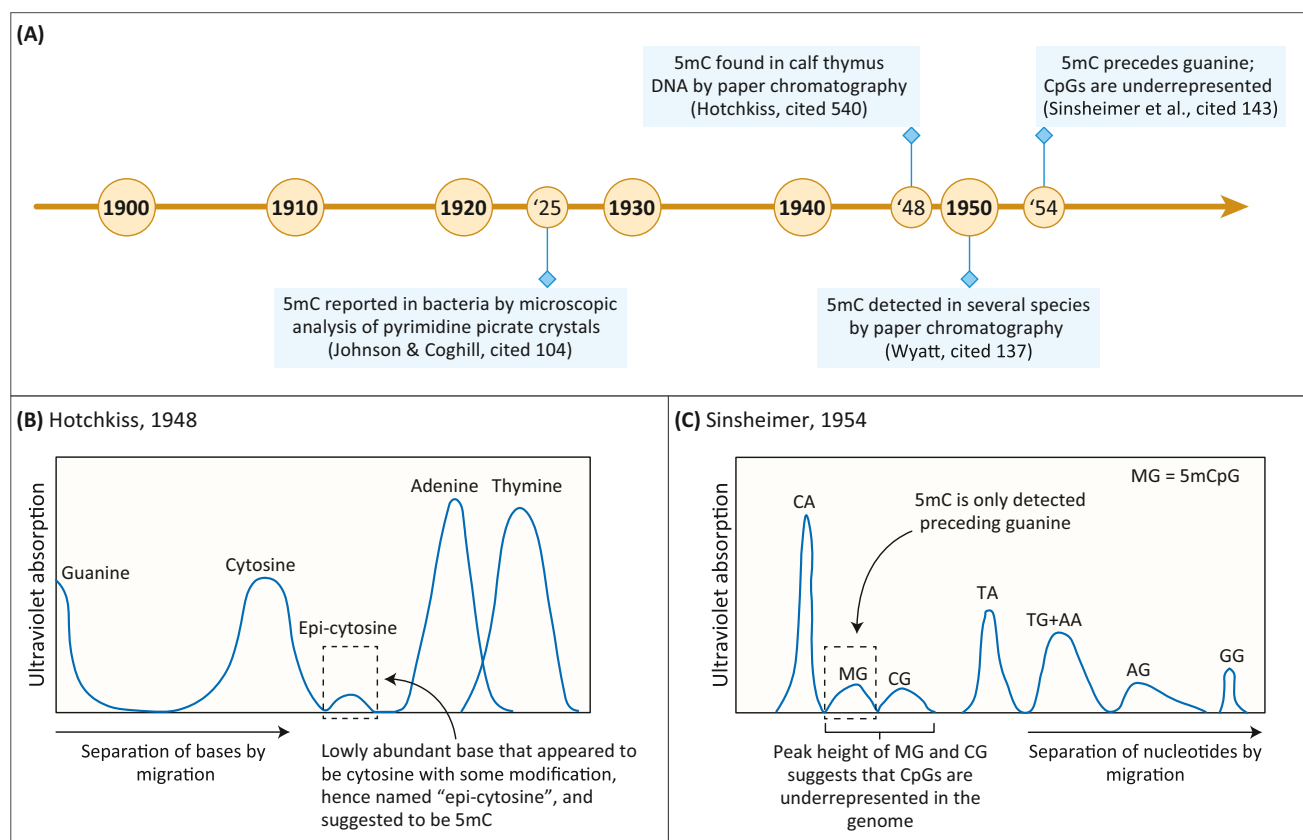 (A)
5mC found in calf thymus
DNA by paper chromatography
(Hotchkiss, cited 540)
5mC precedes guanine;
CpGs are underrepresented
(Sinsheimer et al., cited 143)
1900
1910
1920
‘25
1930
1940
‘48
1950
‘54
5mC reported in bacteria by microscopic
analysis of pyrimidine picrate crystals
(Johnson & Coghill, cited 104)
5mC detected in several species
by paper chromatography
(Wyatt, cited 137)
(B) Hotchkiss, 1948
Ultraviolet absorption
Guanine
Cytosine
Epi-cytosine
Adenine
Thymine
Separation of bases by
migration
Lowly abundant base that appeared to
be cytosine with some modification,
hence named “epi-cytosine”, and
suggested to be 5mC
(C) Sinsheimer, 1954
Ultraviolet absorption
MG = 5mCpG
CA
5mC is only detected
preceding guanine
MG
CG
TA
TG+AA
AG
GG
Peak height of MG and CG
suggests that CpGs are
underrepresented in the
genome
Separation of nucleotides by
migration